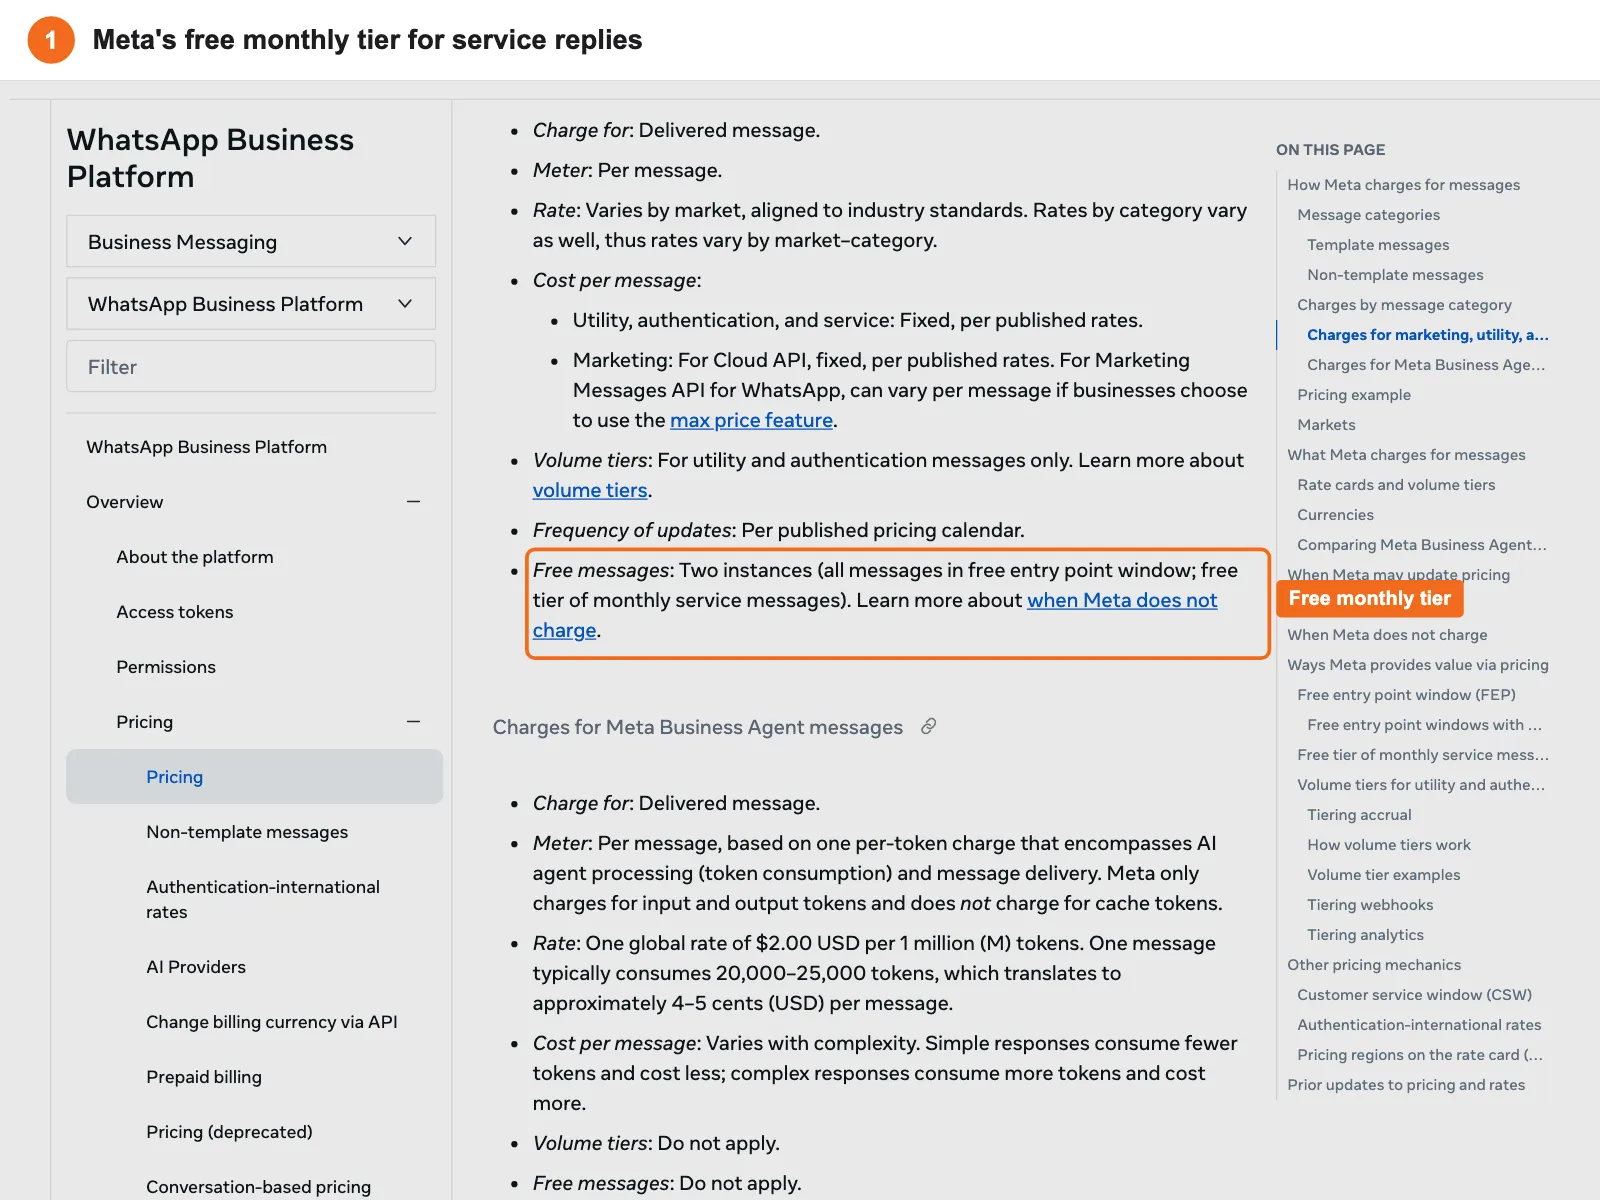 1 Meta's free monthly tier for service replies
WhatsApp Business
Platform
Business Messaging
WhatsApp Business Platform
Filter
WhatsApp Business Platform
Overview
About the platform
Access tokens
Permissions
Pricing
Pricing
Non-template messages
Authentication-international
rates
AI Providers
Change billing currency via API
Prepaid billing
Pricing (deprecated)
Conversation-based pricing
• Charge for: Delivered message.
• Meter: Per message.
• Rate: Varies by market, aligned to industry standards. Rates by category vary
as well, thus rates vary by market–category.
• Cost per message:
• Utility, authentication, and service: Fixed, per published rates.
• Marketing: For Cloud API, fixed, per published rates. For Marketing
Messages API for WhatsApp, can vary per message if businesses choose
to use the max price feature.
• Volume tiers: For utility and authentication messages only. Learn more about
volume tiers.
• Frequency of updates: Per published pricing calendar.
• Free messages: Two instances (all messages in free entry point window; free
tier of monthly service messages). Learn more about when Meta does not
charge.
Charges for Meta Business Agent messages
• Charge for: Delivered message.
• Meter: Per message, based on one per-token charge that encompasses AI
agent processing (token consumption) and message delivery. Meta only
charges for input and output tokens and does not charge for cache tokens.
• Rate: One global rate of $2.00 USD per 1 million (M) tokens. One message
typically consumes 20,000–25,000 tokens, which translates to
approximately 4–5 cents (USD) per message.
• Cost per message: Varies with complexity. Simple responses consume fewer
tokens and cost less; complex responses consume more tokens and cost
more.
• Volume tiers: Do not apply.
• Free messages: Do not apply.
ON THIS PAGE
How Meta charges for messages
Message categories
Template messages
Non-template messages
Charges by message category
Charges for marketing, utility, a...
Charges for Meta Business Age...
Pricing example
Markets
What Meta charges for messages
Rate cards and volume tiers
Currencies
Comparing Meta Business Agent...
When Meta may update pricing
Free monthly tier
When Meta does not charge
Ways Meta provides value via pricing
Free entry point window (FEP)
Free entry point windows with ...
Free tier of monthly service mess...
Volume tiers for utility and authe...
Tiering accrual
How volume tiers work
Volume tier examples
Tiering webhooks
Tiering analytics
Other pricing mechanics
Customer service window (CSW)
Authentication-international rates
Pricing regions on the rate card (...
Prior updates to pricing and rates